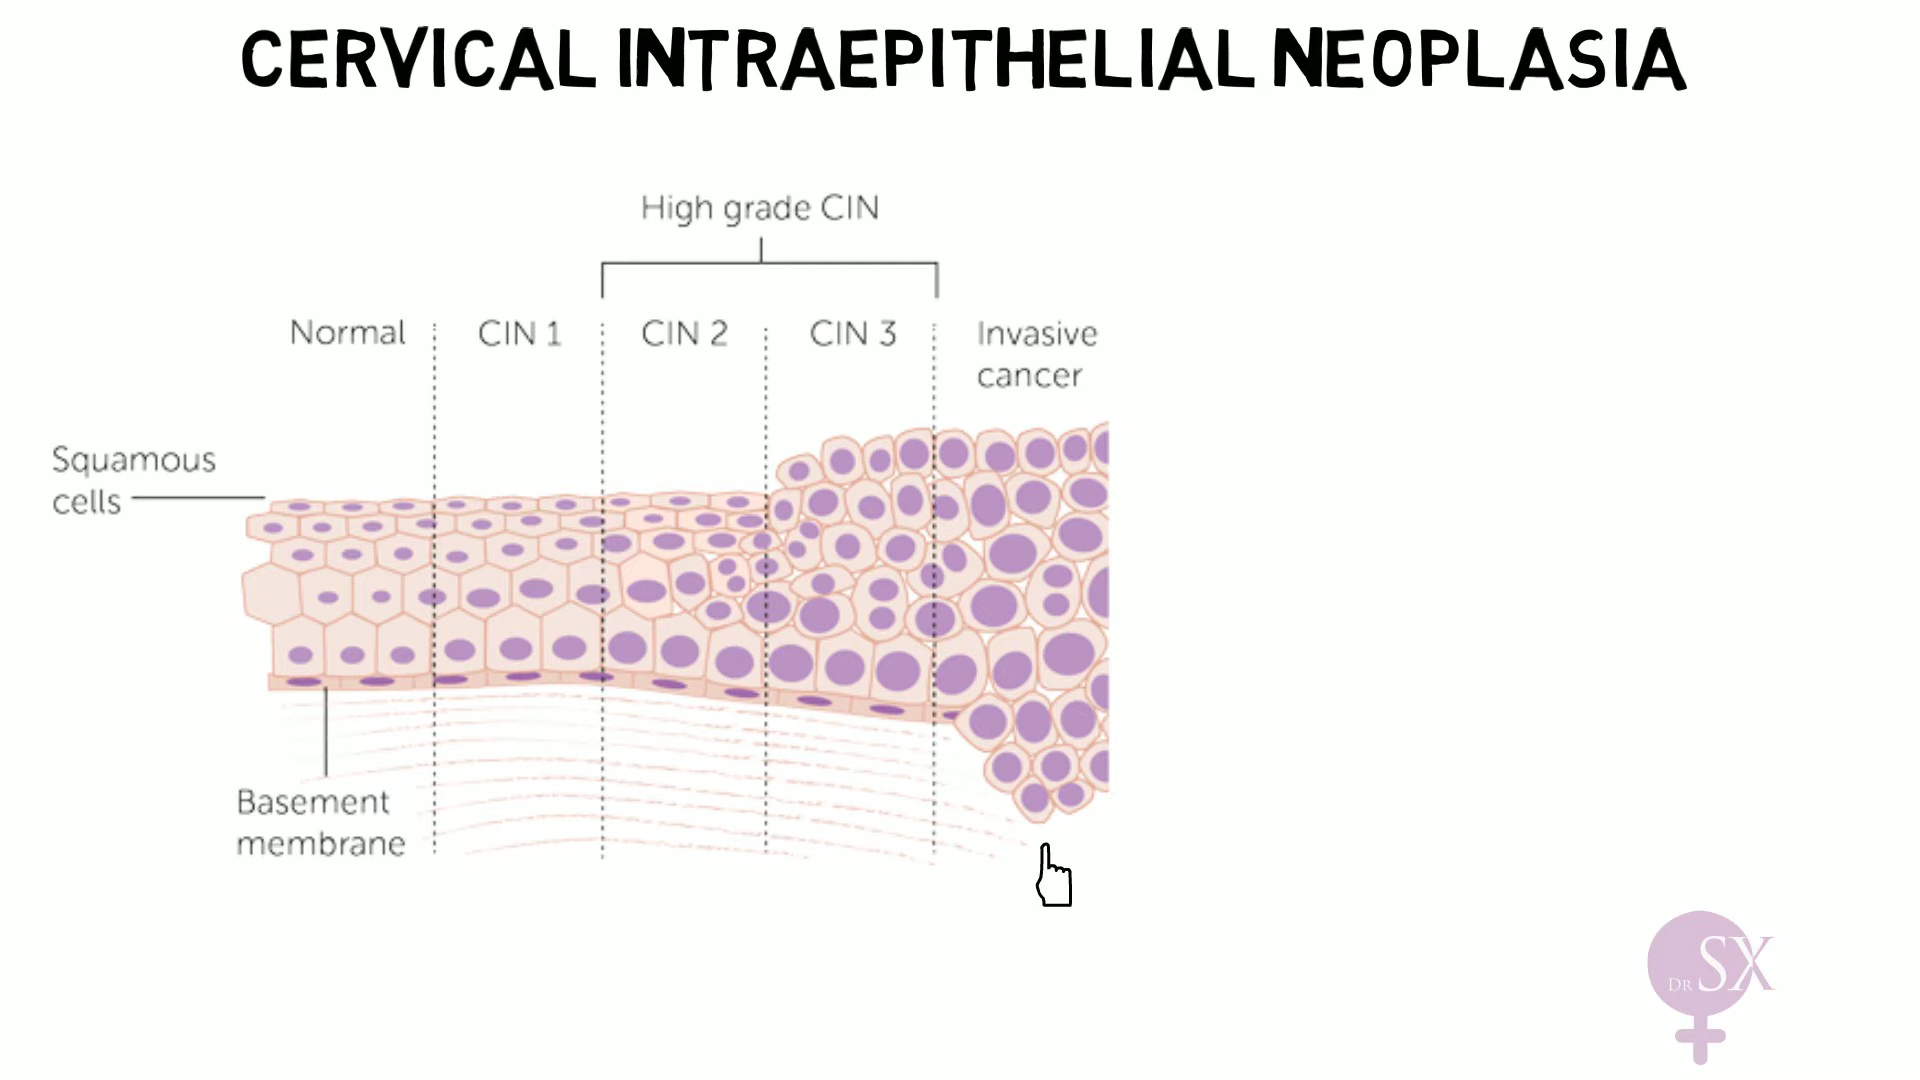 CERVICAL INTRAEPITHELIAL NEOPLASIA
High grade CIN
Normal
CIN 1
CIN 2
CIN 3
Invasive
cancer
Squamous
cells
Basement
membrane
DR SX